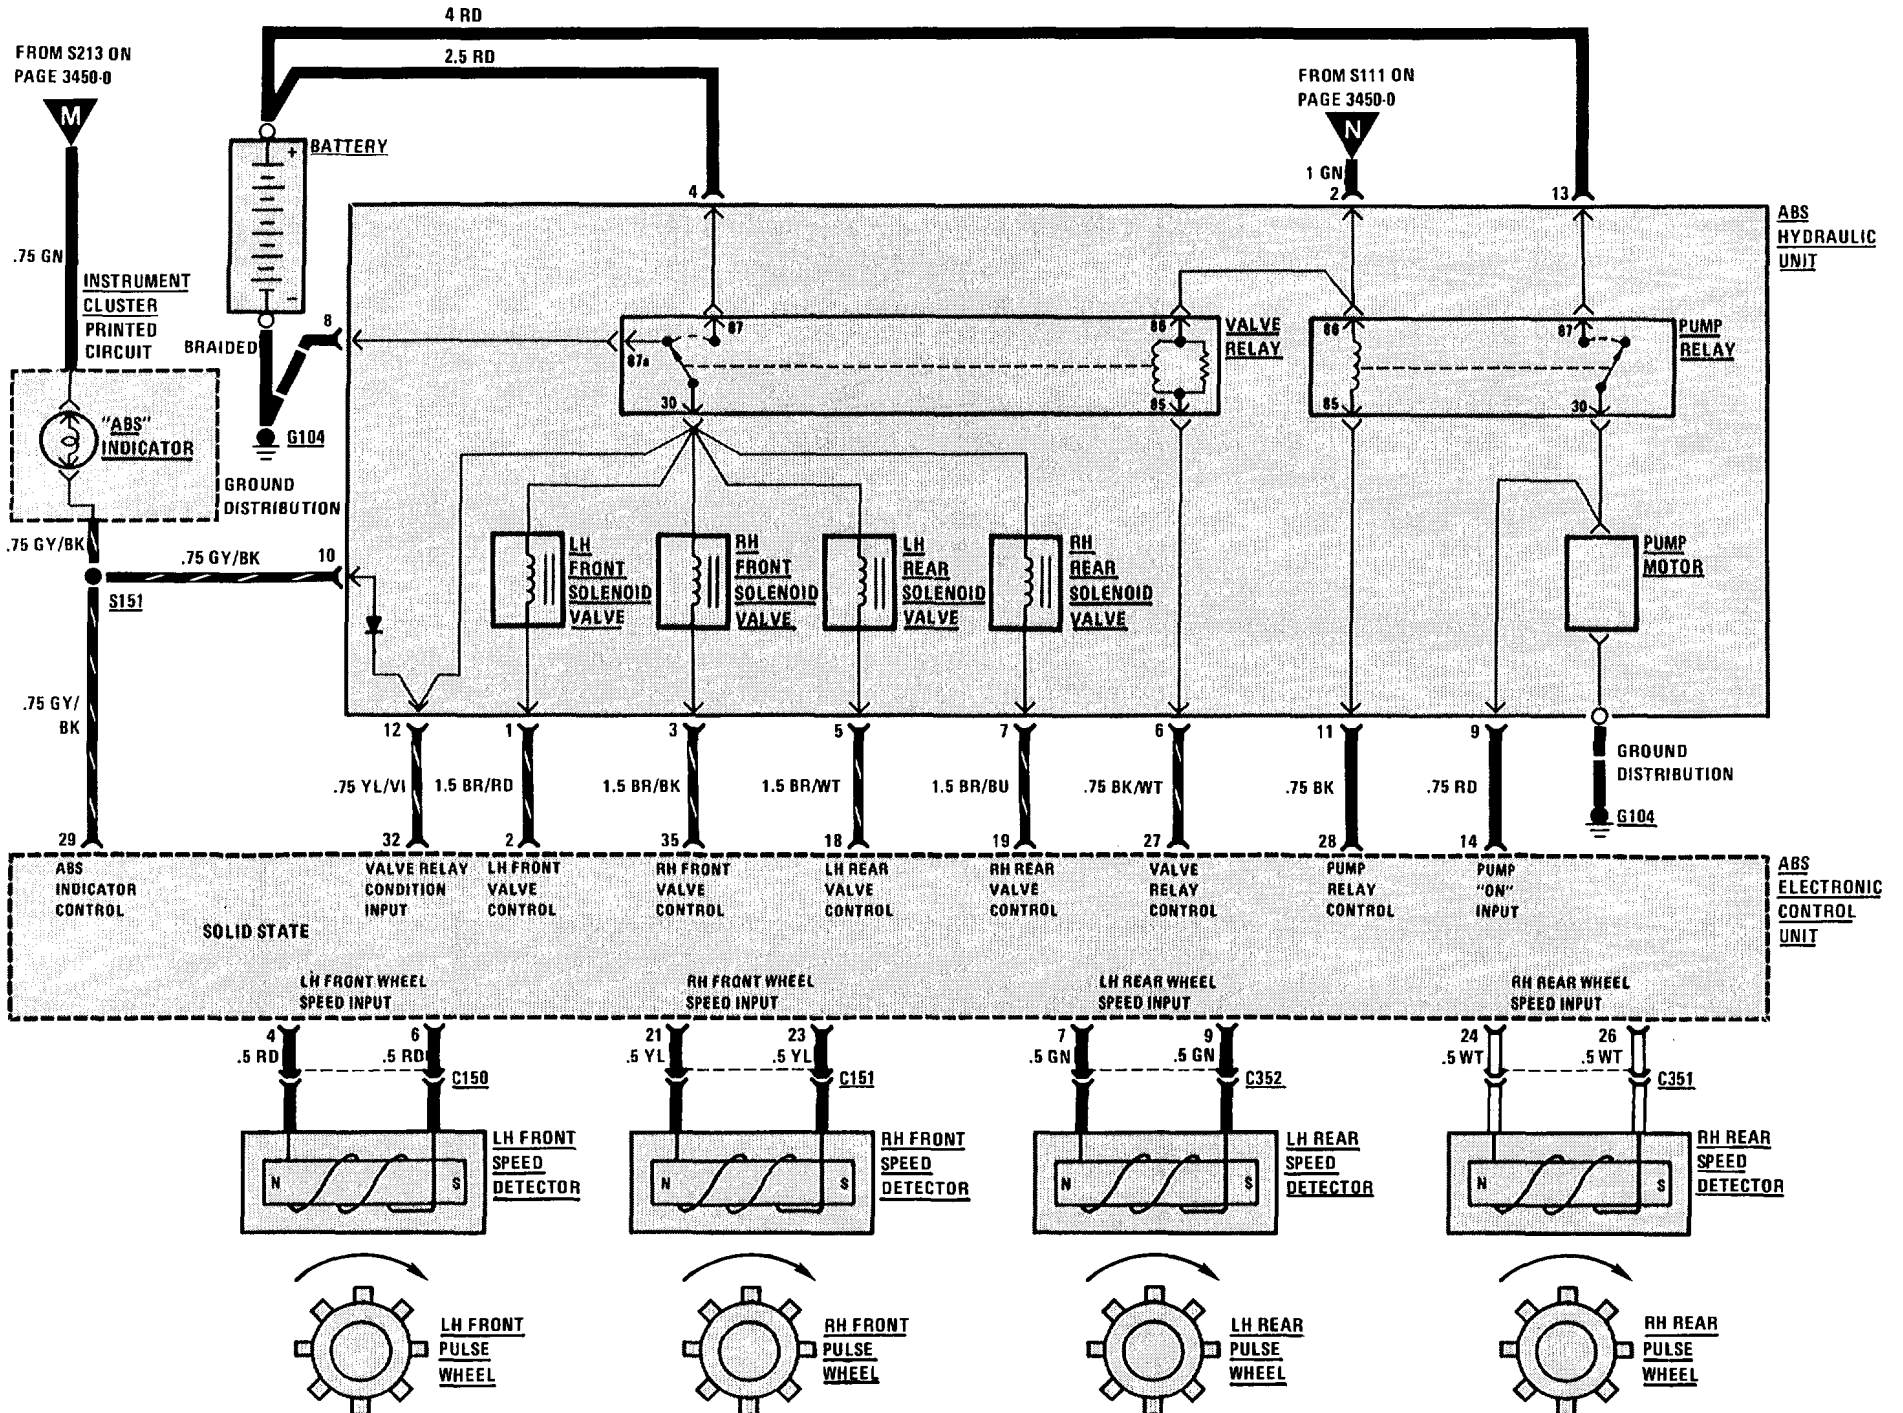 4 RD
2.5 RD
FROM S213 ON
PAGE 3450-0
M
FROM S111 ON
PAGE 3450-0
N
1 GN
4
2
13
+
BATTERY
-
.75 GN
INSTRUMENT
CLUSTER
PRINTED
CIRCUIT
BRAIDED
8
ABS
HYDRAULIC
UNIT
87
87a
30
86
85
VALVE
RELAY
86
85
87
30
PUMP
RELAY
"ABS"
INDICATOR
G104
GROUND
DISTRIBUTION
.75 GY/BK
.75 GY/BK
10
S151
LH
FRONT
SOLENOID
VALVE
RH
FRONT
SOLENOID
VALVE
LH
REAR
SOLENOID
VALVE
RH
REAR
SOLENOID
VALVE
PUMP
MOTOR
.75 GY/
BK
12
1
3
5
7
6
11
9
.75 YL/VI
1.5 BR/RD
1.5 BR/BK
1.5 BR/WT
1.5 BR/BU
.75 BK/WT
.75 BK
.75 RD
GROUND
DISTRIBUTION
G104
29
32
2
35
18
19
27
28
14
ABS
INDICATOR
CONTROL
VALVE RELAY
CONDITION
INPUT
LH FRONT
VALVE
CONTROL
RH FRONT
VALVE
CONTROL
LH REAR
VALVE
CONTROL
RH REAR
VALVE
CONTROL
VALVE
RELAY
CONTROL
PUMP
RELAY
CONTROL
PUMP
"ON"
INPUT
ABS
ELECTRONIC
CONTROL
UNIT
SOLID STATE
LH FRONT WHEEL
SPEED INPUT
RH FRONT WHEEL
SPEED INPUT
LH REAR WHEEL
SPEED INPUT
RH REAR WHEEL
SPEED INPUT
4
6
21
23
7
9
24
26
.5 RD
.5 RD
.5 YL
.5 YL
.5 GN
.5 GN
.5 WT
.5 WT
C150
C151
C352
C351
N
S
LH FRONT
SPEED
DETECTOR
N
S
RH FRONT
SPEED
DETECTOR
N
S
LH REAR
SPEED
DETECTOR
N
S
RH REAR
SPEED
DETECTOR
LH FRONT
PULSE
WHEEL
RH FRONT
PULSE
WHEEL
LH REAR
PULSE
WHEEL
RH REAR
PULSE
WHEEL